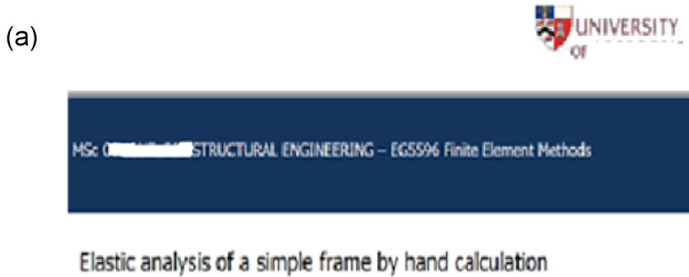 (a)
UNIVERSITY
OF
MSc STRUCTURAL ENGINEERING – EG5596 Finite Element Methods
Elastic analysis of a simple frame by hand calculation